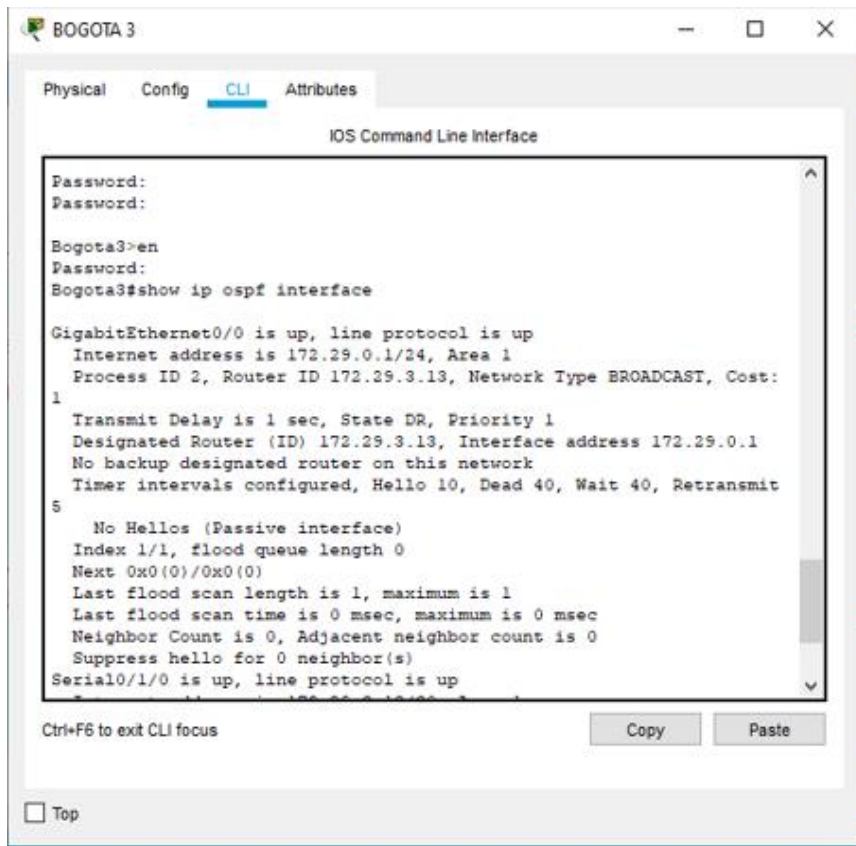 BOGOTA 3
Physical Config CLI Attributes
IOS Command Line Interface
Password:
Password:
Bogota3>en
Password:
Bogota3#show ip ospf interface
GigabitEthernet0/0 is up, line protocol is up
Internet address is 172.29.0.1/24, Area 1
Process ID 2, Router ID 172.29.3.13, Network Type BROADCAST, Cost:
1
Transmit Delay is 1 sec, State DR, Priority 1
Designated Router (ID) 172.29.3.13, Interface address 172.29.0.1
No backup designated router on this network
Timer intervals configured, Hello 10, Dead 40, Wait 40, Retransmit
5
No Hellos (Passive interface)
Index 1/1, flood queue length 0
Next 0x0(0)/0x0(0)
Last flood scan length is 1, maximum is 1
Last flood scan time is 0 msec, maximum is 0 msec
Neighbor Count is 0, Adjacent neighbor count is 0
Suppress hello for 0 neighbor(s)
Serial0/1/0 is up, line protocol is up
Ctrl+F6 to exit CLI focus
Copy Paste
Top